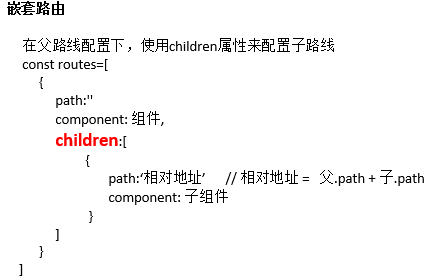 嵌套路由
在父路线配置下，使用children属性来配置子路线
const routes=[
{
path:''
component: 组件,
children:[
{
path:‘相对地址’ // 相对地址 = 父.path + 子.path
component: 子组件
}
]
}
]